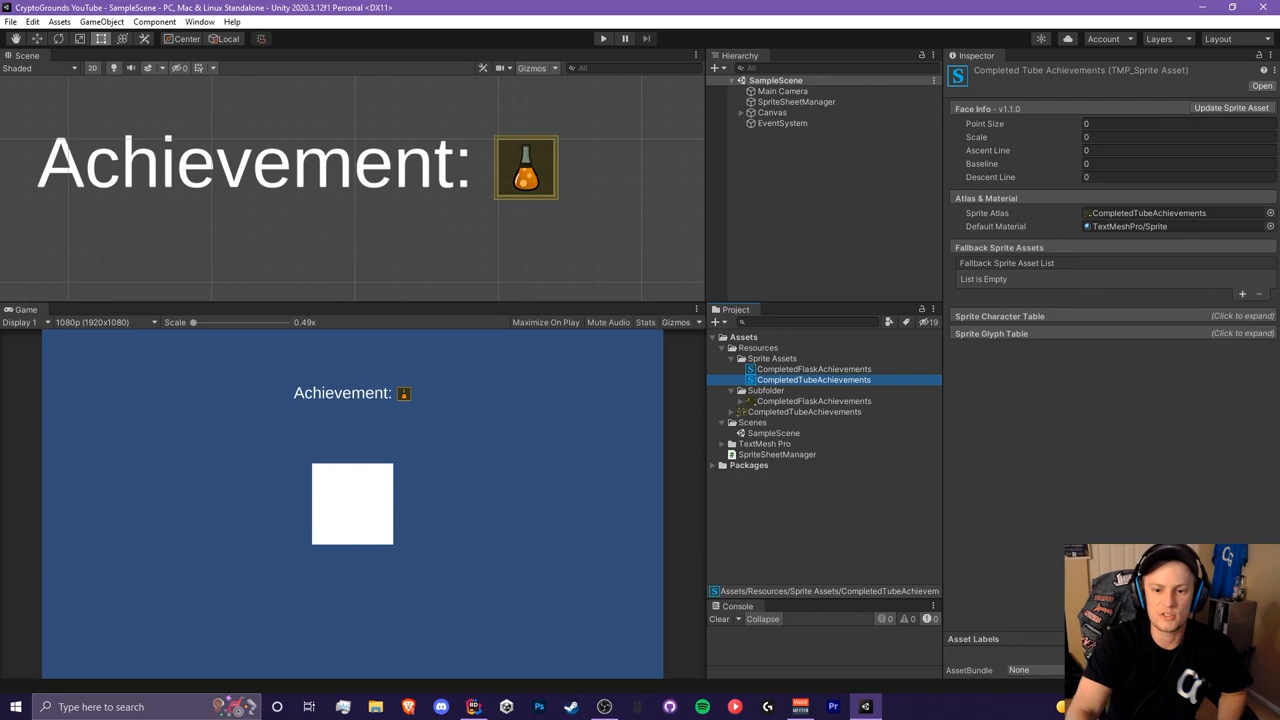 CryptoGrounds YouTube - SampleScene - PC, Mac & Linux Standalone - Unity 2020.3.12f1 Personal <DX11>
File Edit Assets GameObject Component Window Help
Center Local Account Layers Layout
Scene
Shaded 2D 0 Gizmos All
Achievement:
Game
Display 1 1080p (1920x1080) Scale 0.49x Maximize On Play Mute Audio Stats Gizmos
Achievement:
Hierarchy
All
SampleScene
Main Camera
SpriteSheetManager
Canvas
EventSystem
Project
19
Assets
Resources
Sprite Assets
CompletedFlaskAchievements
CompletedTubeAchievements
Subfolder
CompletedFlaskAchievements
CompletedTubeAchievements
Scenes
SampleScene
TextMesh Pro
SpriteSheetManager
Packages
Assets/Resources/Sprite Assets/CompletedTubeAchievem
Console
Clear Collapse 0 0 0
Inspector
Completed Tube Achievements (TMP_Sprite Asset)
Open
Face Info - v1.1.0 Update Sprite Asset
Point Size 0
Scale 0
Ascent Line 0
Baseline 0
Descent Line 0
Atlas & Material
Sprite Atlas CompletedTubeAchievements
Default Material TextMeshPro/Sprite
Fallback Sprite Assets
Fallback Sprite Asset List
List is Empty
Sprite Character Table (Click to expand)
Sprite Glyph Table (Click to expand)
Asset Labels
AssetBundle None
Type here to search